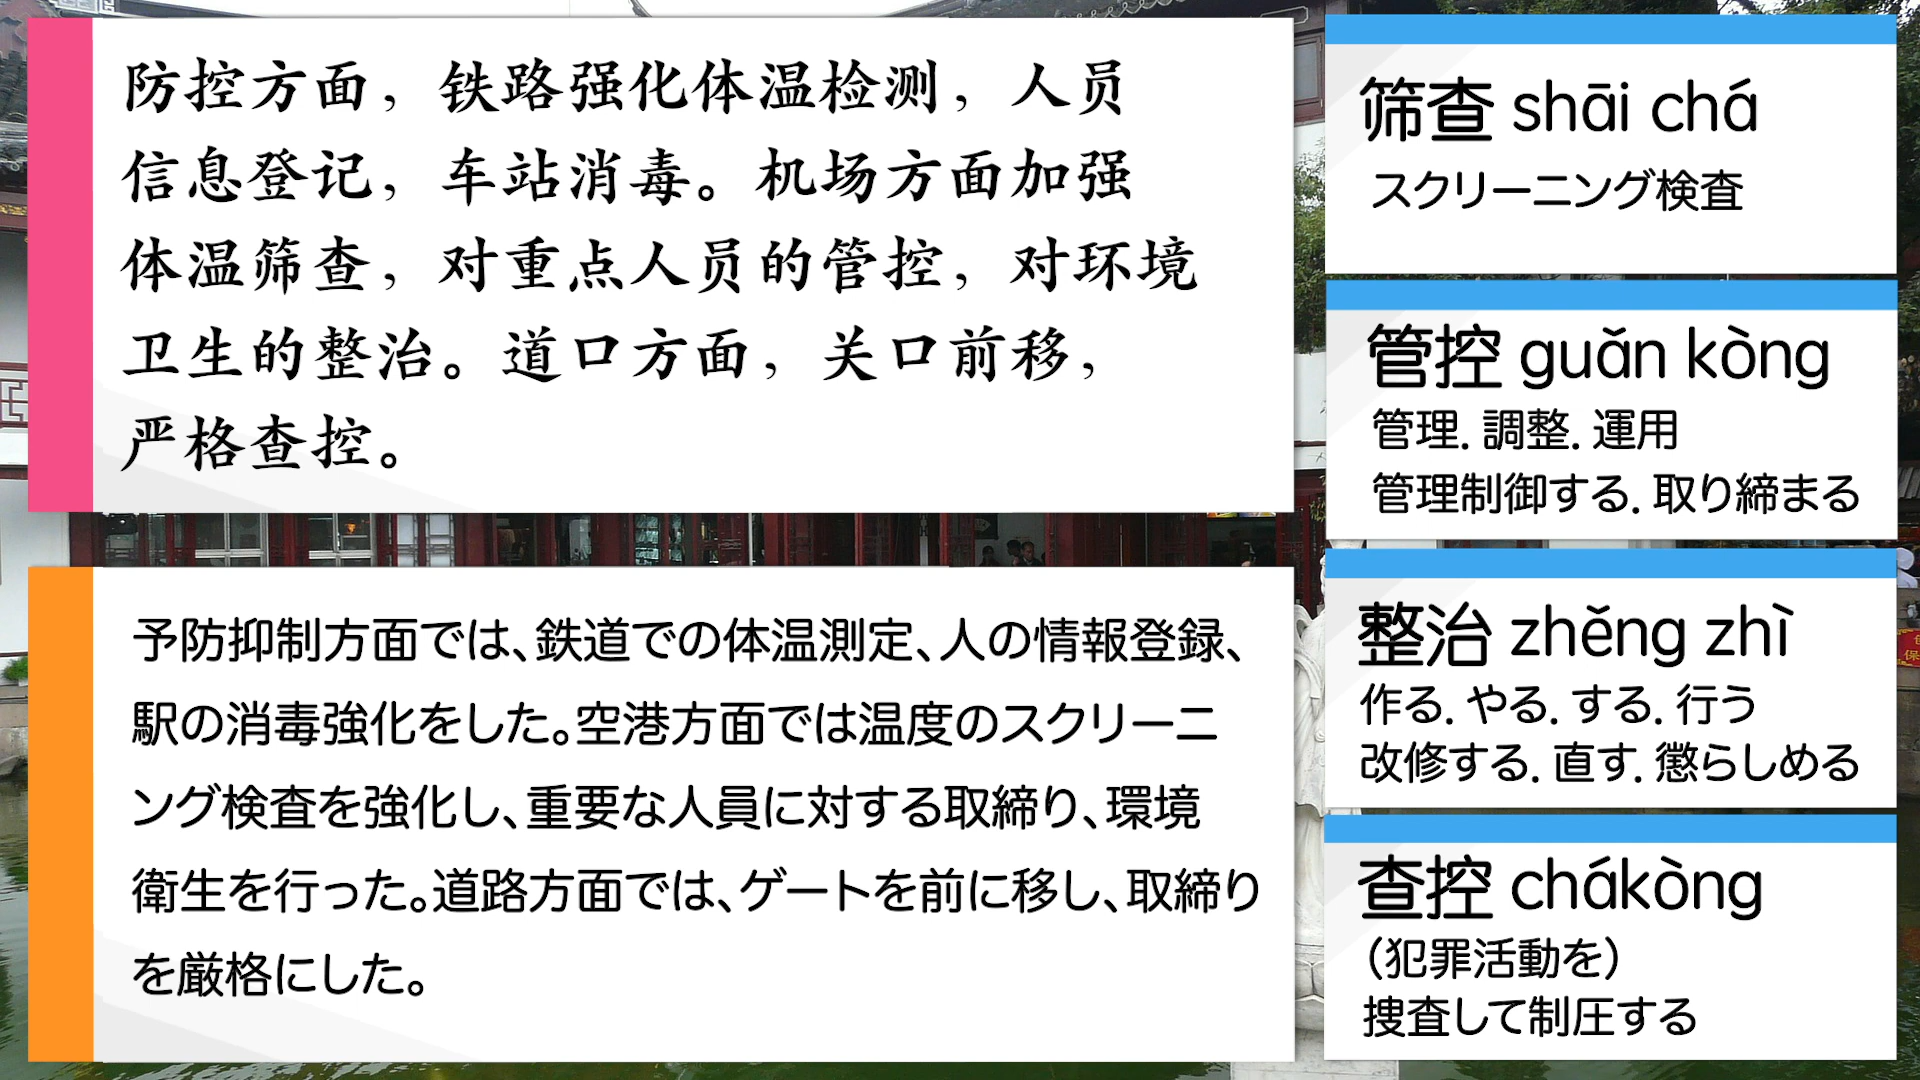 防控方面，铁路强化体温检测，人员
信息登记，车站消毒。机场方面加强
体温筛查，对重点人员的管控，对环境
卫生的整治。道口方面，关口前移，
严格查控。
予防抑制方面では、鉄道での体温測定、人の情報登録、
駅の消毒強化をした。空港方面では温度のスクリーニ
ング検査を強化し、重要な人員に対する取締り、環境
衛生を行った。道路方面では、ゲートを前に移し、取締り
を厳格にした。
筛查 shāi chá
スクリーニング検査
管控 guǎn kòng
管理．調整．運用
管理制御する．取り締まる
整治 zhěng zhì
作る．やる．する．行う
改修する．直す．懲らしめる
查控 chákòng
（犯罪活動を）
捜査して制圧する